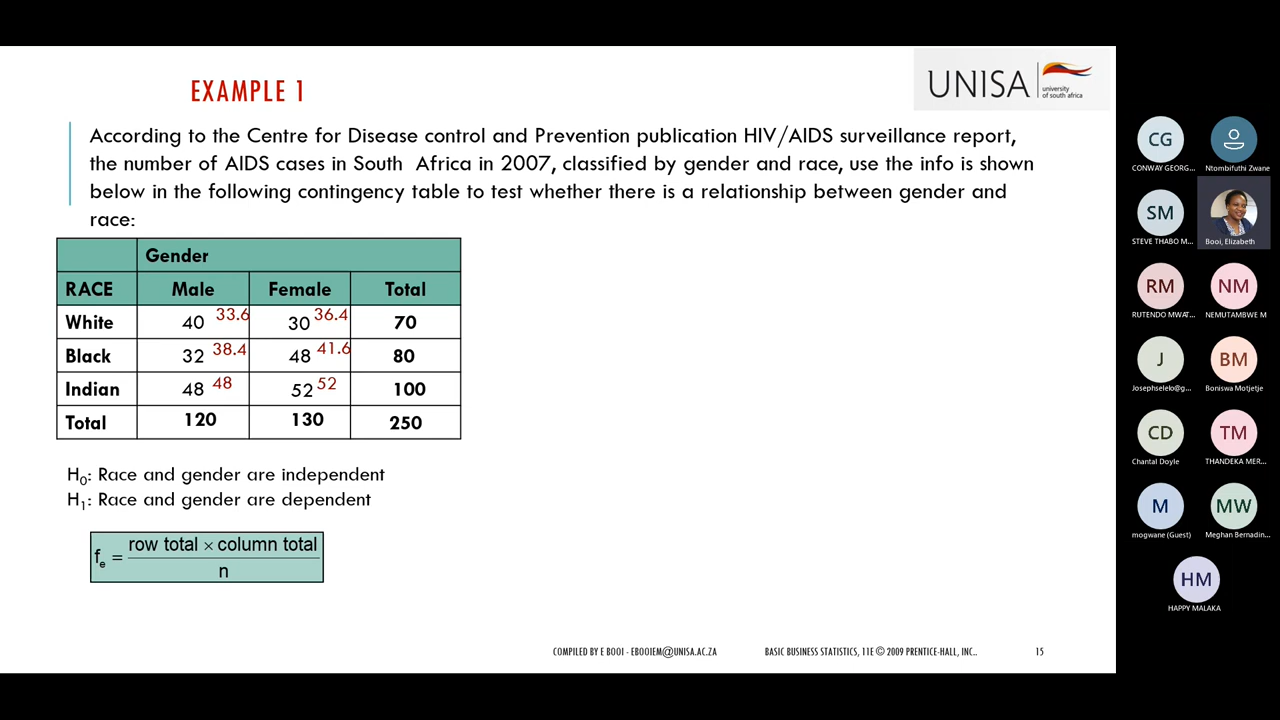 EXAMPLE 1
UNISA university of south africa
According to the Centre for Disease control and Prevention publication HIV/AIDS surveillance report,
the number of AIDS cases in South Africa in 2007, classified by gender and race, use the info is shown
below in the following contingency table to test whether there is a relationship between gender and
race:
Gender
RACE Male Female Total
White 40 33.6 30 36.4 70
Black 32 38.4 48 41.6 80
Indian 48 48 52 52 100
Total 120 130 250
H0: Race and gender are independent
H1: Race and gender are dependent
fe = row total × column total
n
COMPILED BY E BOOI - EBOOIEM@UNISA.AC.ZA BASIC BUSINESS STATISTICS, 11E © 2009 PRENTICE-HALL, INC.. 15
CG
CONWAY GEORG... Ntombifuthi Zwane
SM
STEVE THABO M... Booi, Elizabeth
RM NM
RUTENDO MWAT... NEMUTAMBWE M
J BM
Josephselelo@g... Boniswa Motjetje
CD TM
Chantal Doyle THANDEKA MER...
M MW
mogwane (Guest) Meghan Bernadin...
HM
HAPPY MALAKA